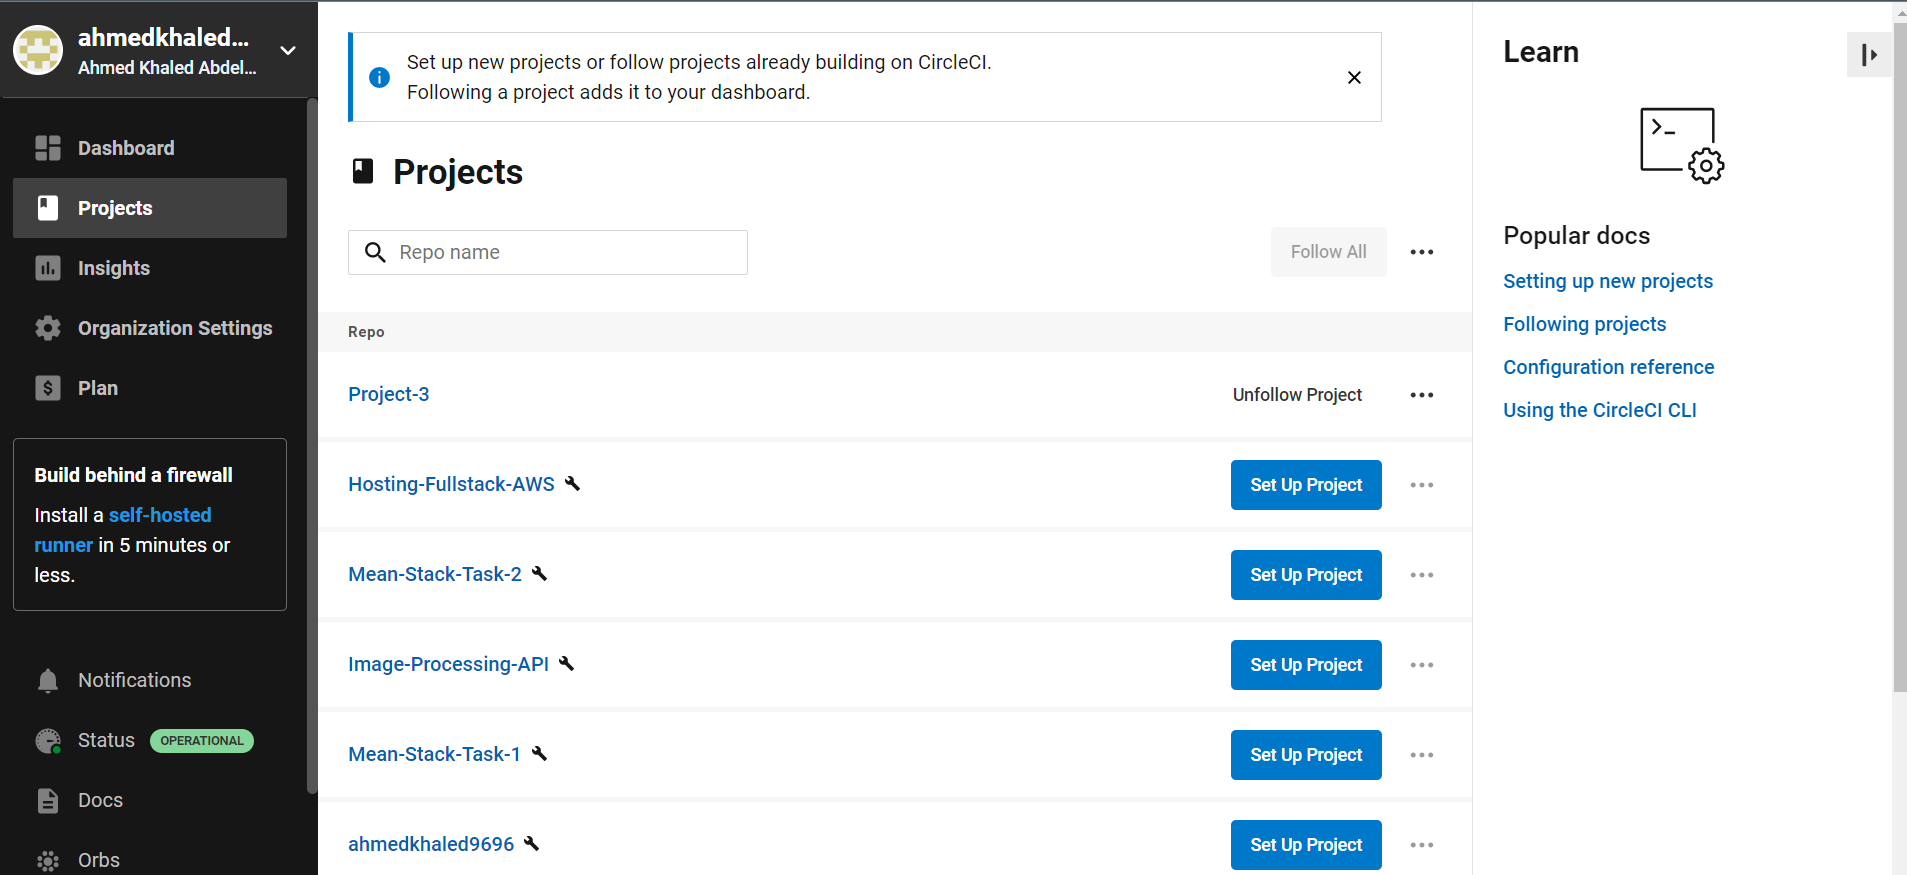 ahmedkhaled...
Ahmed Khaled Abdel...
Dashboard
Projects
Insights
Organization Settings
Plan
Build behind a firewall
Install a self-hosted
runner in 5 minutes or
less.
Notifications
Status OPERATIONAL
Docs
Orbs
Set up new projects or follow projects already building on CircleCI.
Following a project adds it to your dashboard.
Projects
Repo name
Follow All
Repo
Project-3 Unfollow Project
Hosting-Fullstack-AWS Set Up Project
Mean-Stack-Task-2 Set Up Project
Image-Processing-API Set Up Project
Mean-Stack-Task-1 Set Up Project
ahmedkhaled9696 Set Up Project
Learn
Popular docs
Setting up new projects
Following projects
Configuration reference
Using the CircleCI CLI